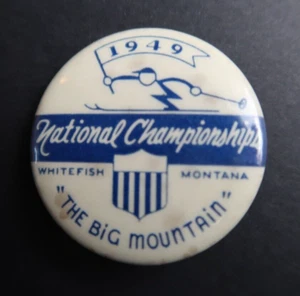 1949
National Championships
WHITEFISH MONTANA
"THE BiG MOUNTAiN"